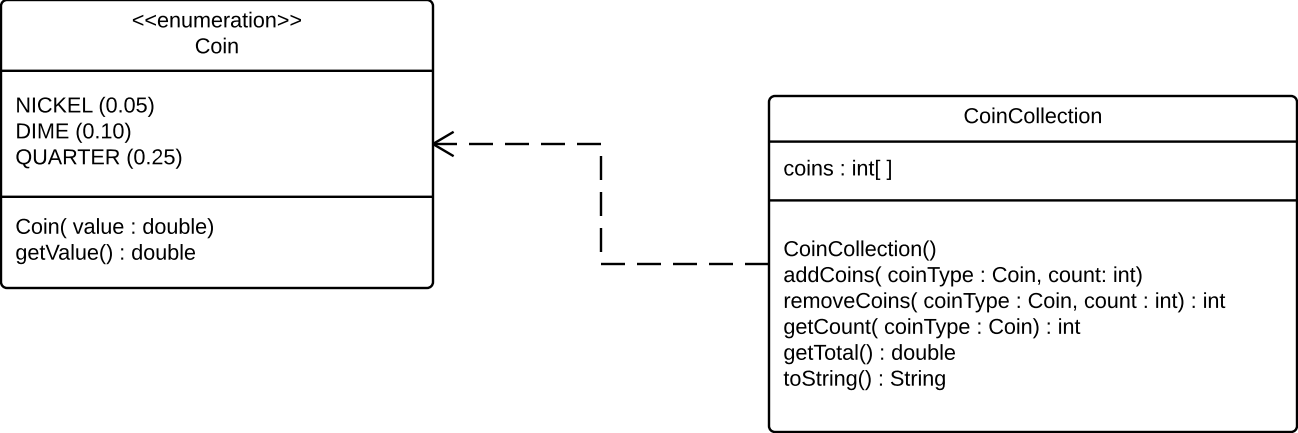 <<enumeration>>
Coin
NICKEL (0.05)
DIME (0.10)
QUARTER (0.25)
Coin( value : double)
getValue() : double
CoinCollection
coins : int[ ]
CoinCollection()
addCoins( coinType : Coin, count: int)
removeCoins( coinType : Coin, count : int) : int
getCount( coinType : Coin) : int
getTotal() : double
toString() : String